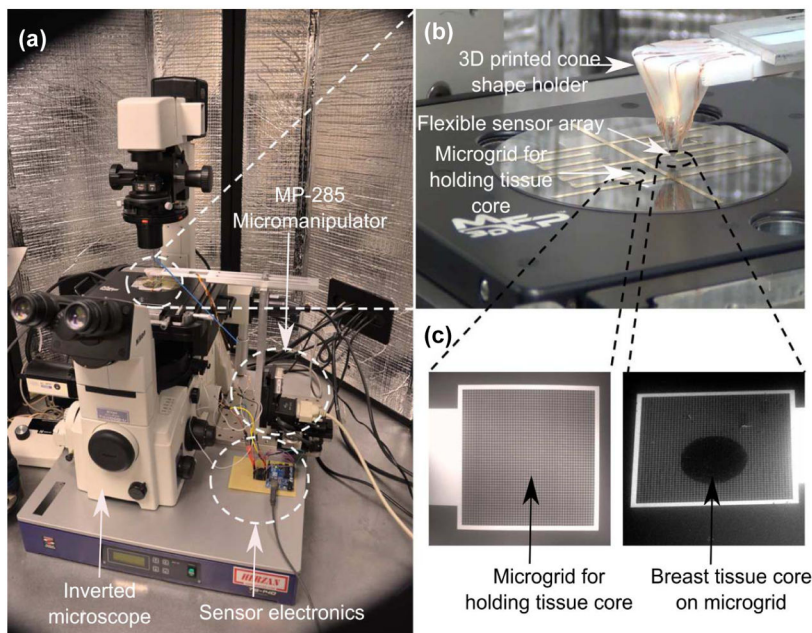 (a)
MP-285
Micromanipulator
Inverted
microscope
Sensor electronics
HERZAN
(b)
3D printed cone
shape holder
Flexible sensor array
Microgrid for
holding tissue
core
(c)
Microgrid for
holding tissue core
Breast tissue core
on microgrid